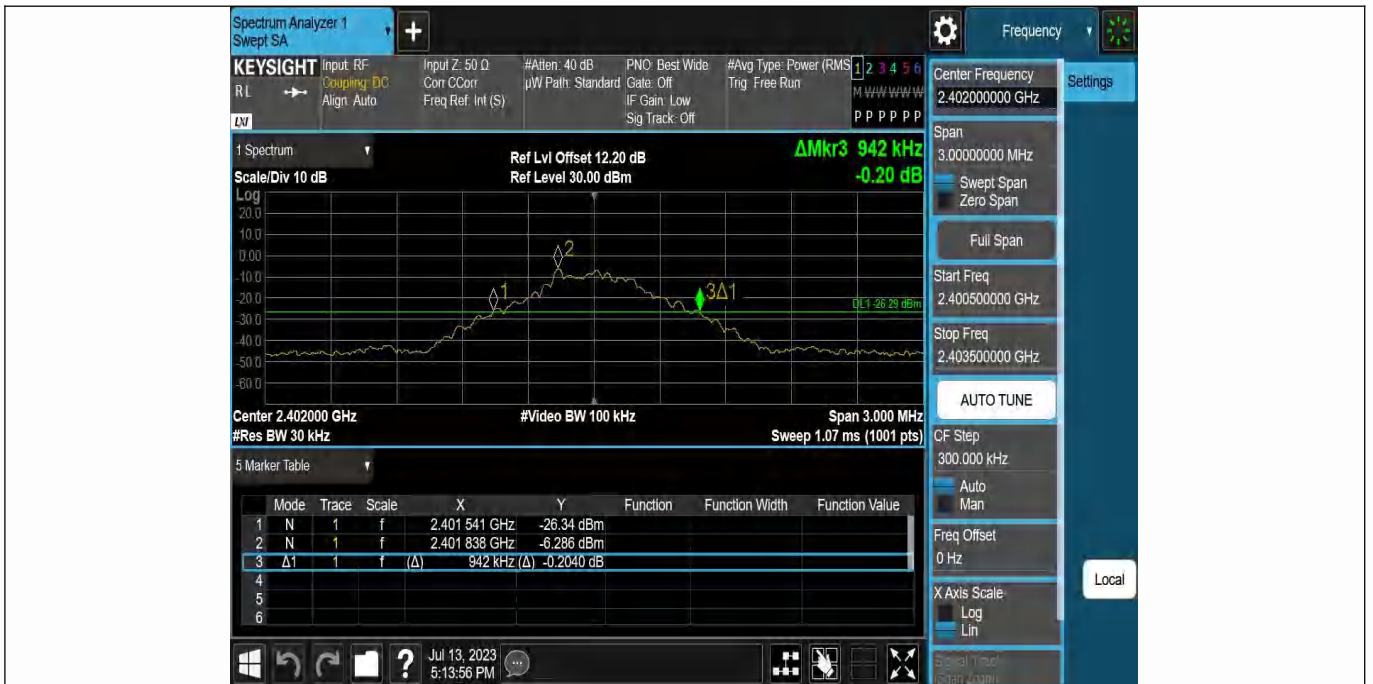 Spectrum Analyzer 1
Swept SA
+
Frequency
KEYSIGHT
R L
LXI
Input: RF
Coupling: DC
Align: Auto
Input Z: 50 Ω
Corr CCorr
Freq Ref: Int (S)
#Atten: 40 dB
µW Path: Standard
PNO: Best Wide
Gate: Off
IF Gain: Low
Sig Track: Off
#Avg Type: Power (RMS
Trig: Free Run
1 2 3 4 5 6
M W W W W W
P P P P P P
1 Spectrum
Scale/Div 10 dB
Ref Lvl Offset 12.20 dB
Ref Level 30.00 dBm
ΔMkr3 942 kHz
-0.20 dB
Log
20.0
10.0
0.00
-10.0
-20.0
-30.0
-40.0
-50.0
-60.0
1
2
3Δ1
DL1 -26.29 dBm
Center 2.402000 GHz
#Video BW 100 kHz
Span 3.000 MHz
#Res BW 30 kHz
Sweep 1.07 ms (1001 pts)
5 Marker Table
Mode Trace Scale X Y Function Function Width Function Value
1 N 1 f 2.401 541 GHz -26.34 dBm
2 N 1 f 2.401 838 GHz -6.286 dBm
3 Δ1 1 f (Δ) 942 kHz (Δ) -0.2040 dB
4
5
6
Jul 13, 2023
5:13:56 PM
Center Frequency
2.402000000 GHz
Settings
Span
3.00000000 MHz
Swept Span
Zero Span
Full Span
Start Freq
2.400500000 GHz
Stop Freq
2.403500000 GHz
AUTO TUNE
CF Step
300.000 kHz
Auto
Man
Freq Offset
0 Hz
X Axis Scale
Log
Lin
Local
Signal Track
(Span Zoom)